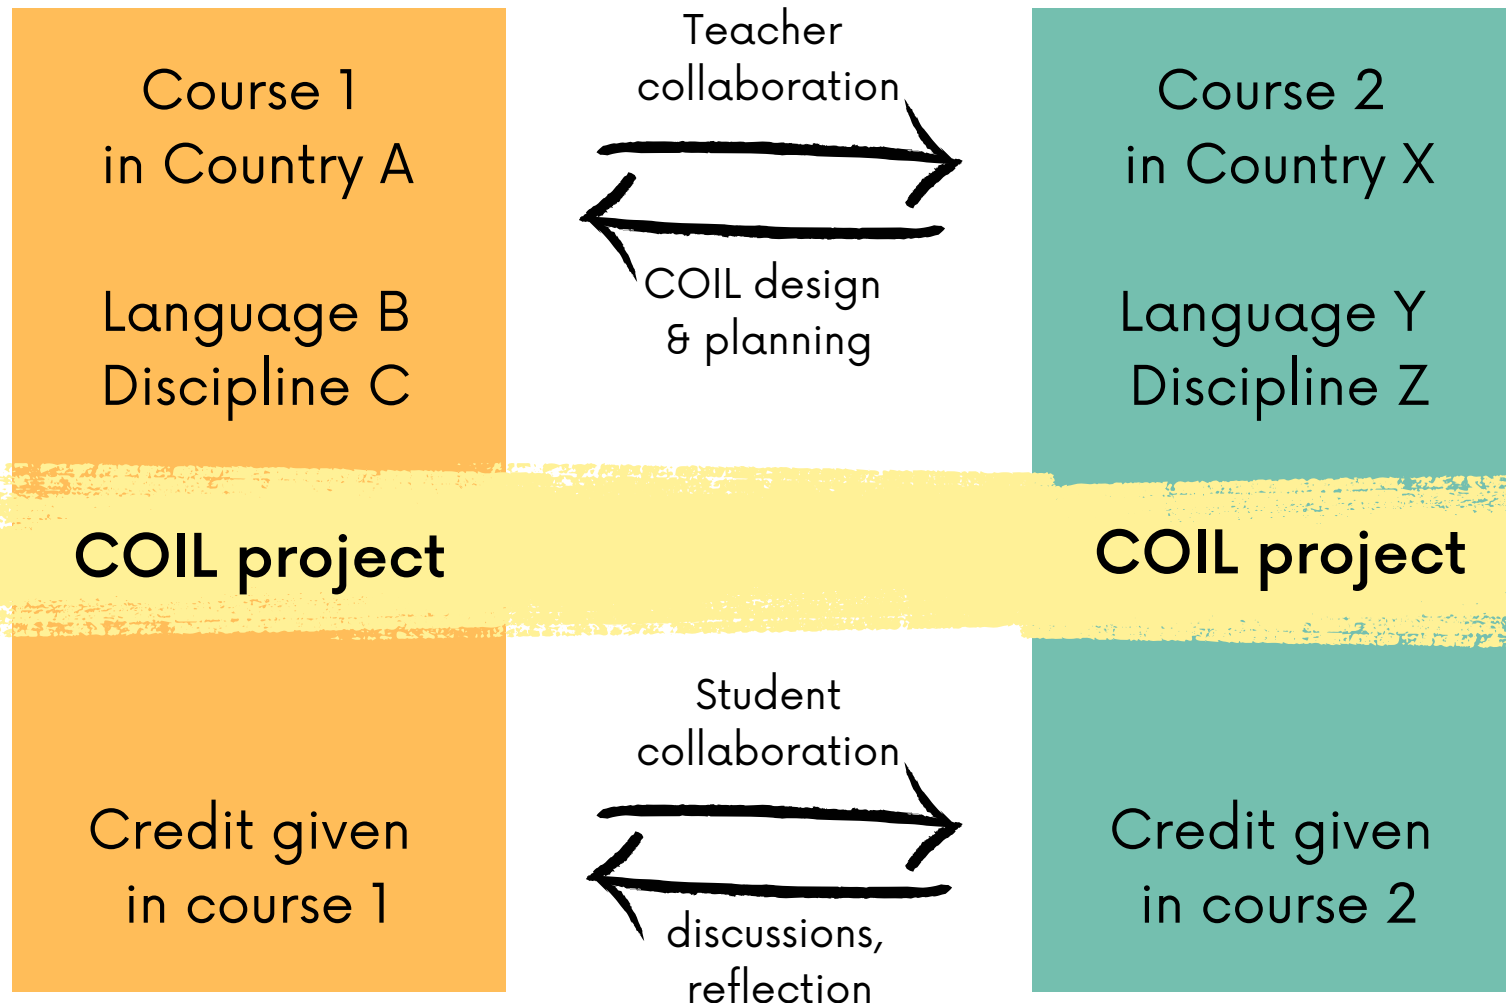 Course 1
in Country A
Language B
Discipline C
COIL project
Credit given
in course 1
Teacher
collaboration
COIL design
& planning
Student
collaboration
discussions,
reflection
Course 2
in Country X
Language Y
Discipline Z
COIL project
Credit given
in course 2